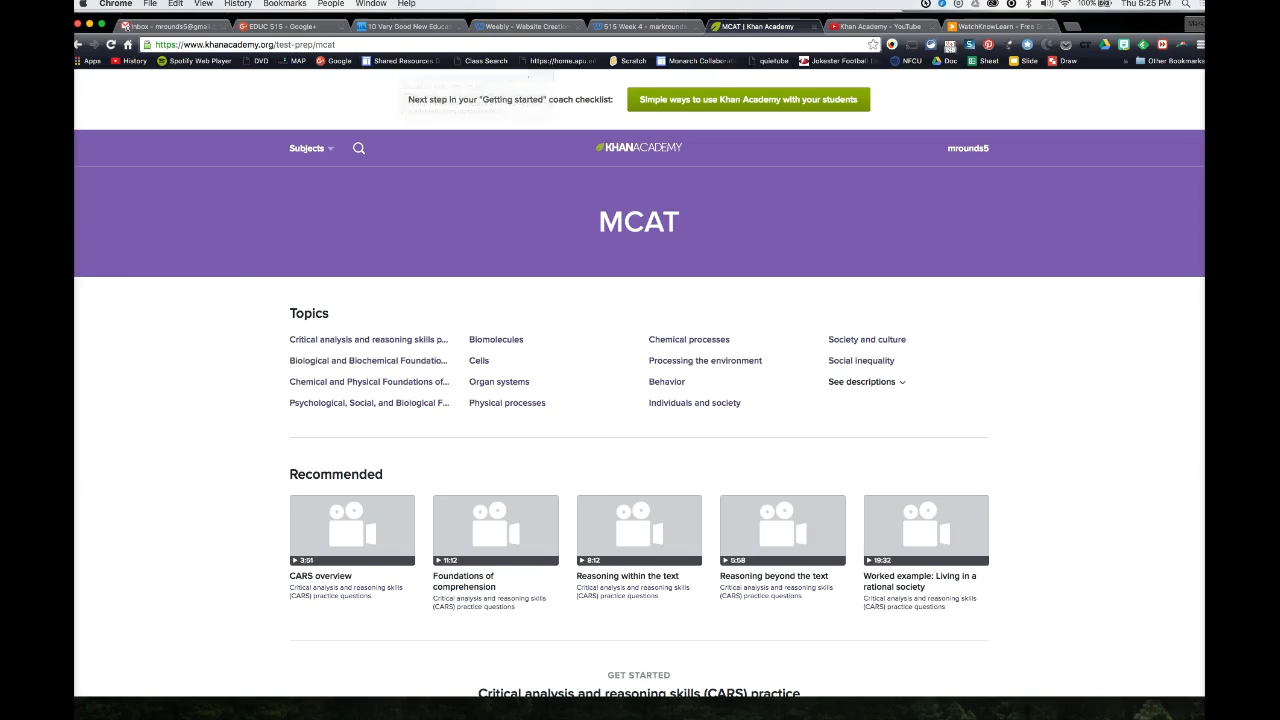 Chrome File Edit View History Bookmarks People Window Help 100% Thu 5:25 PM
Inbox - mrounds5@gmail EDUC 515 - Google+ 10 Very Good New Educa Weebly - Website Creation 515 Week 4 - markrounds MCAT | Khan Academy Khan Academy - YouTube WatchKnowLearn - Free E
https://www.khanacademy.org/test-prep/mcat
Apps History Spotify Web Player DVD MAP Google Shared Resources D Class Search https://home.apu.e Scratch Monarch Collabora quietube Jokester Football Le NFCU Doc Sheet Slide Draw » Other Bookmarks
Next step in your "Getting started" coach checklist: Simple ways to use Khan Academy with your students
Subjects KHANACADEMY mrounds5
MCAT
Topics
Critical analysis and reasoning skills p... Biomolecules Chemical processes Society and culture
Biological and Biochemical Foundatio... Cells Processing the environment Social inequality
Chemical and Physical Foundations of... Organ systems Behavior See descriptions
Psychological, Social, and Biological F... Physical processes Individuals and society
Recommended
3:51 11:12 8:12 5:58 19:32
CARS overview Foundations of comprehension Reasoning within the text Reasoning beyond the text Worked example: Living in a rational society
Critical analysis and reasoning skills (CARS) practice questions Critical analysis and reasoning skills (CARS) practice questions Critical analysis and reasoning skills (CARS) practice questions Critical analysis and reasoning skills (CARS) practice questions Critical analysis and reasoning skills (CARS) practice questions
GET STARTED
Critical analysis and reasoning skills (CARS) practice